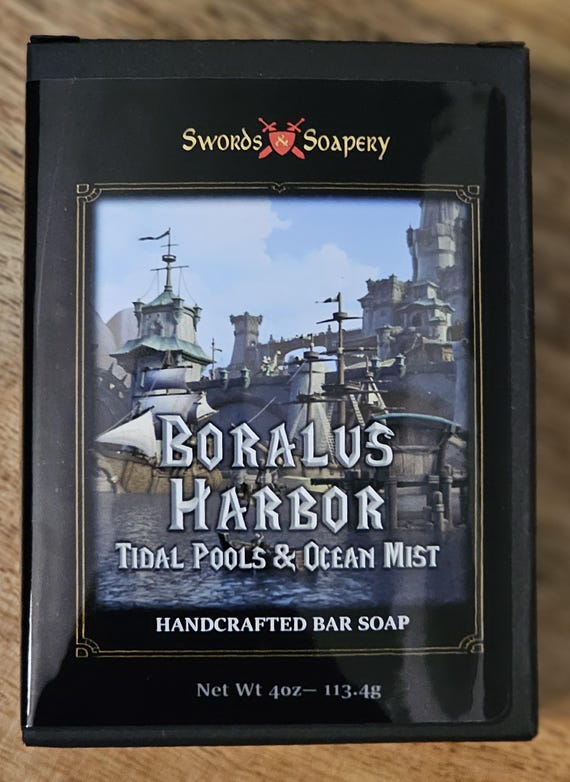 Swords & Soapery
Boralus
Harbor
Tidal Pools & Ocean Mist
HANDCRAFTED BAR SOAP
Net Wt 4oz– 113.4g